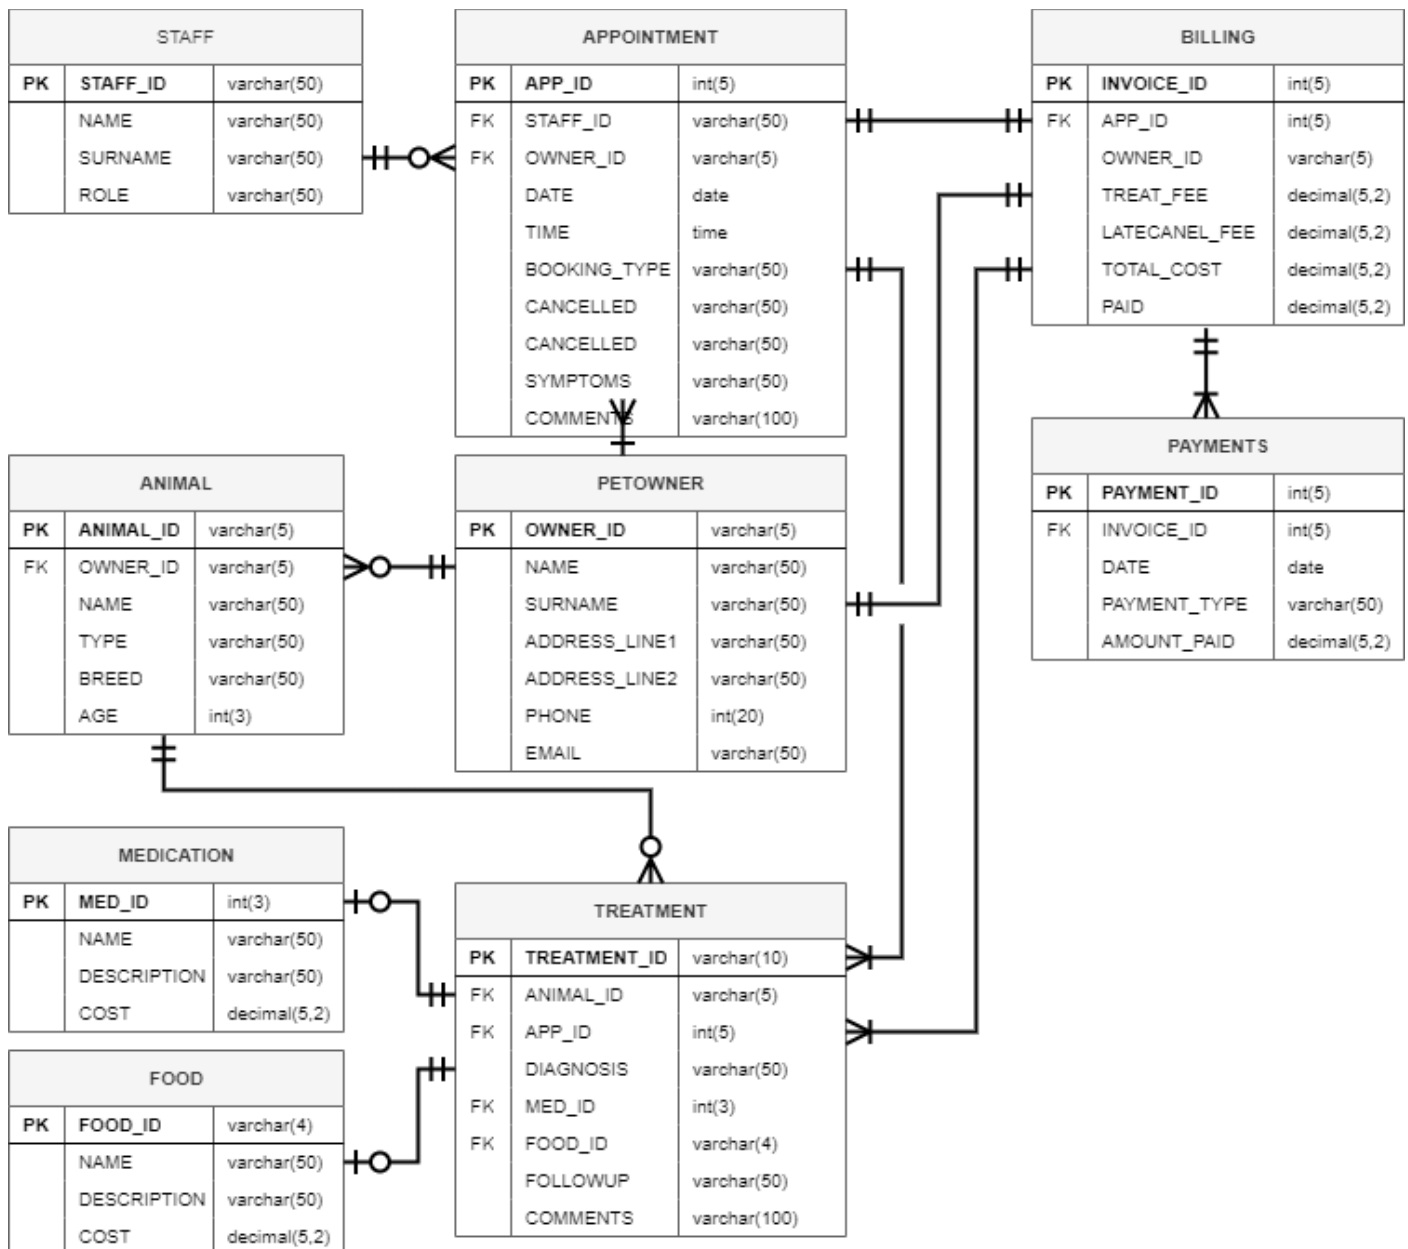 STAFF
PK STAFF_ID varchar(50)
NAME varchar(50)
SURNAME varchar(50)
ROLE varchar(50)
APPOINTMENT
PK APP_ID int(5)
FK STAFF_ID varchar(50)
FK OWNER_ID varchar(5)
DATE date
TIME time
BOOKING_TYPE varchar(50)
CANCELLED varchar(50)
CANCELLED varchar(50)
SYMPTOMS varchar(50)
COMMENTS varchar(100)
BILLING
PK INVOICE_ID int(5)
FK APP_ID int(5)
OWNER_ID varchar(5)
TREAT_FEE decimal(5,2)
LATECANEL_FEE decimal(5,2)
TOTAL_COST decimal(5,2)
PAID decimal(5,2)
PAYMENTS
PK PAYMENT_ID int(5)
FK INVOICE_ID int(5)
DATE date
PAYMENT_TYPE varchar(50)
AMOUNT_PAID decimal(5,2)
ANIMAL
PK ANIMAL_ID varchar(5)
FK OWNER_ID varchar(5)
NAME varchar(50)
TYPE varchar(50)
BREED varchar(50)
AGE int(3)
PETOWNER
PK OWNER_ID varchar(5)
NAME varchar(50)
SURNAME varchar(50)
ADDRESS_LINE1 varchar(50)
ADDRESS_LINE2 varchar(50)
PHONE int(20)
EMAIL varchar(50)
MEDICATION
PK MED_ID int(3)
NAME varchar(50)
DESCRIPTION varchar(50)
COST decimal(5,2)
FOOD
PK FOOD_ID varchar(4)
NAME varchar(50)
DESCRIPTION varchar(50)
COST decimal(5,2)
TREATMENT
PK TREATMENT_ID varchar(10)
FK ANIMAL_ID varchar(5)
FK APP_ID int(5)
DIAGNOSIS varchar(50)
FK MED_ID int(3)
FK FOOD_ID varchar(4)
FOLLOWUP varchar(50)
COMMENTS varchar(100)